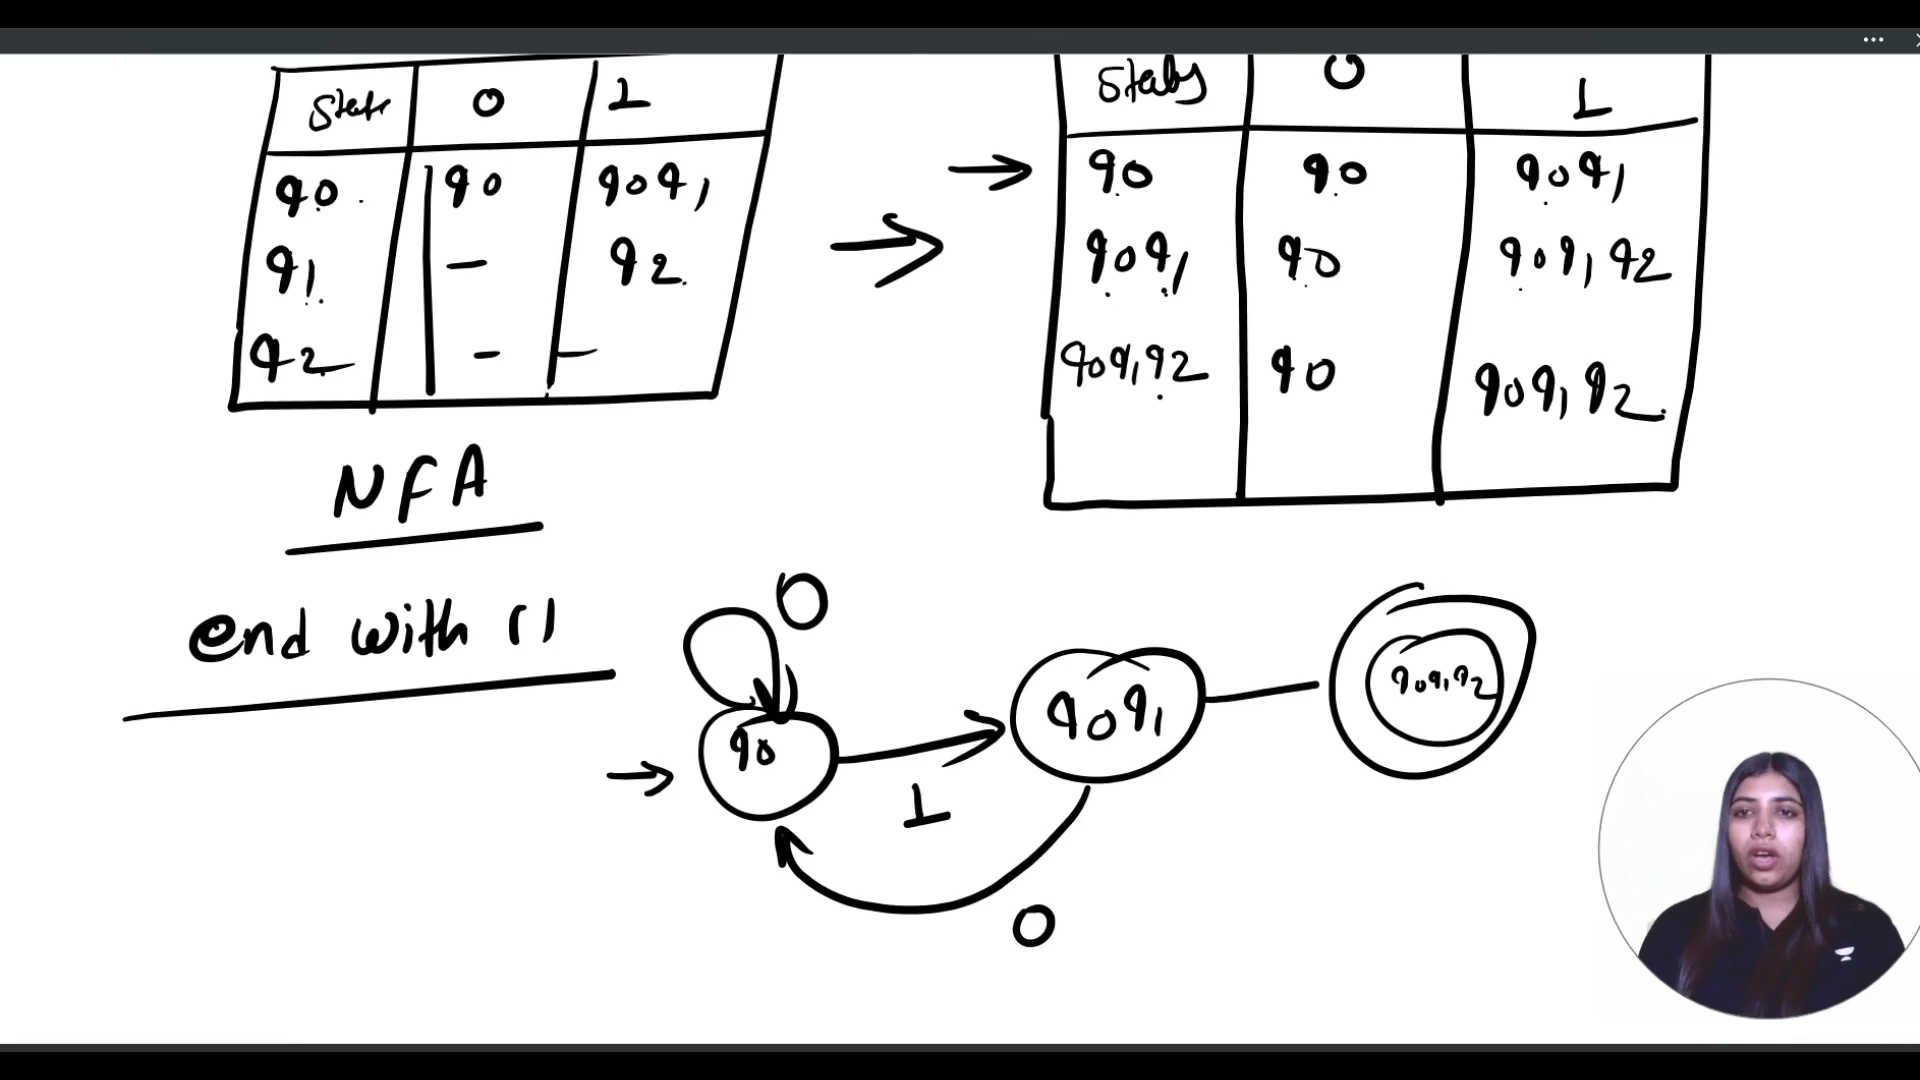 State 0 1
q0 q0 q0q1
q1 - q2
q2 - -
NFA
end with 11
States 0 1
→ q0 q0 q0q1
→
q0q1 q0 q0q1q2
q0q1q2 q0 q0q1q2
0
→ q0 1 q0q1 q0q1q2
0